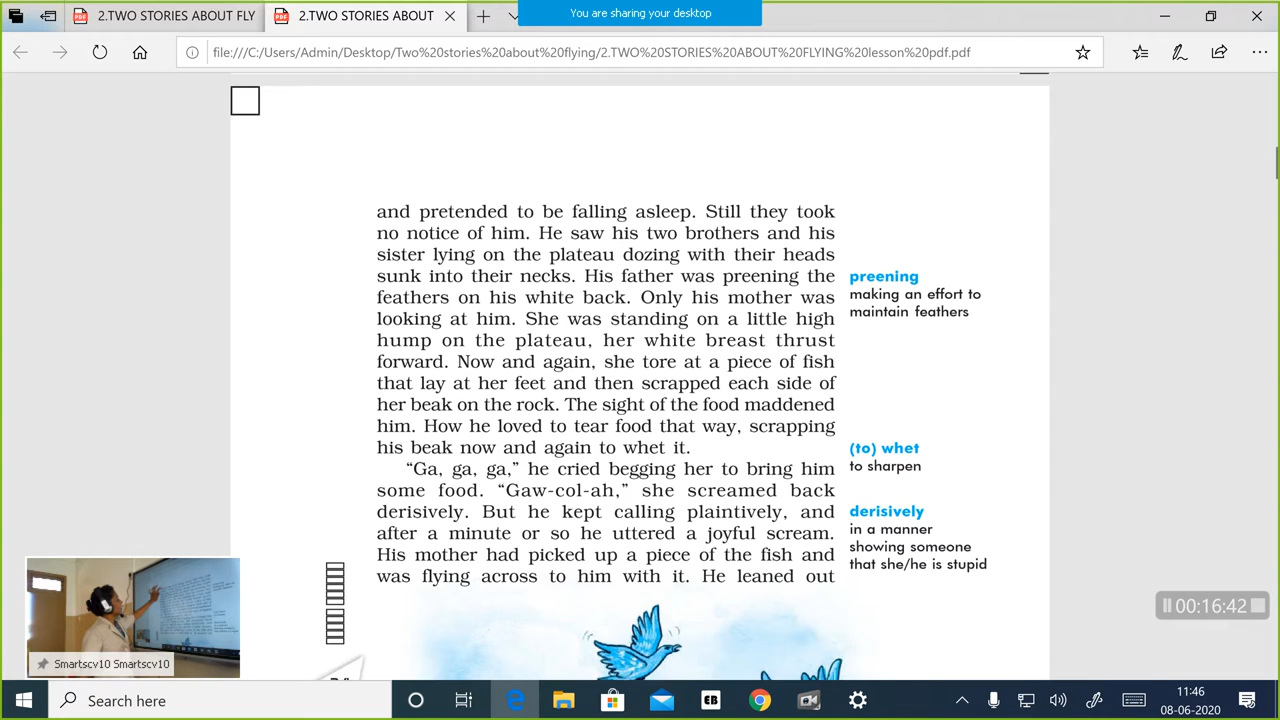 2.TWO STORIES ABOUT FLY
2.TWO STORIES ABOUT
You are sharing your desktop
file:///C:/Users/Admin/Desktop/Two%20stories%20about%20flying/2.TWO%20STORIES%20ABOUT%20FLYING%20lesson%20pdf.pdf
and pretended to be falling asleep. Still they took
no notice of him. He saw his two brothers and his
sister lying on the plateau dozing with their heads
sunk into their necks. His father was preening the
feathers on his white back. Only his mother was
looking at him. She was standing on a little high
hump on the plateau, her white breast thrust
forward. Now and again, she tore at a piece of fish
that lay at her feet and then scrapped each side of
her beak on the rock. The sight of the food maddened
him. How he loved to tear food that way, scrapping
his beak now and again to whet it.
“Ga, ga, ga,” he cried begging her to bring him
some food. “Gaw-col-ah,” she screamed back
derisively. But he kept calling plaintively, and
after a minute or so he uttered a joyful scream.
His mother had picked up a piece of the fish and
was flying across to him with it. He leaned out
preening
making an effort to
maintain feathers
(to) whet
to sharpen
derisively
in a manner
showing someone
that she/he is stupid
00:16:42
Smartscv10 Smartscv10
Search here
EB
11:46
08-06-2020